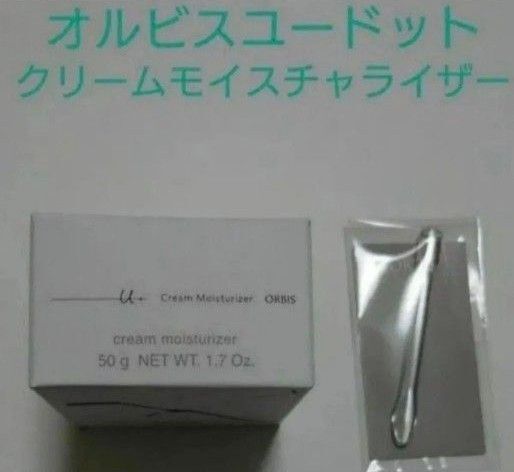 オルビスユードット
クリームモイスチャライザー
u. Cream Moisturizer ORBIS
cream moisturizer
50 g NET WT. 1.7 Oz.